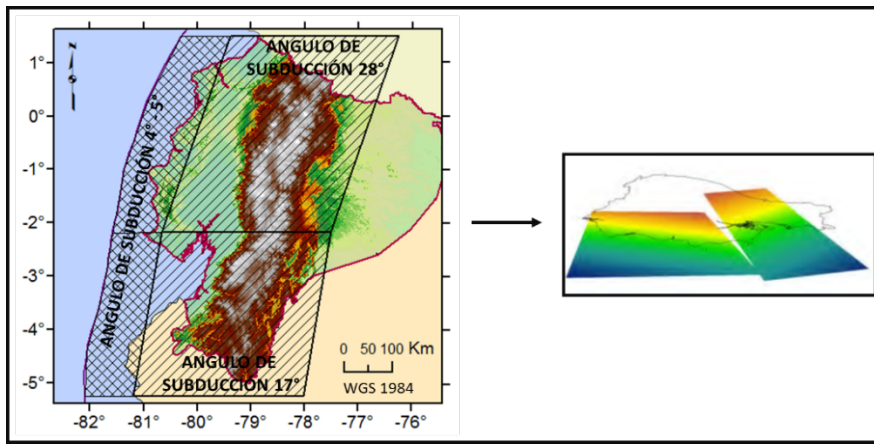 N
ANGULO DE
SUBDUCCIÓN 28°
ANGULO DE SUBDUCCIÓN 4° - 5°
ANGULO DE
SUBDUCCIÓN 17°
0 50 100 Km
WGS 1984
1°
0°
-1°
-2°
-3°
-4°
-5°
-82° -81° -80° -79° -78° -77° -76°